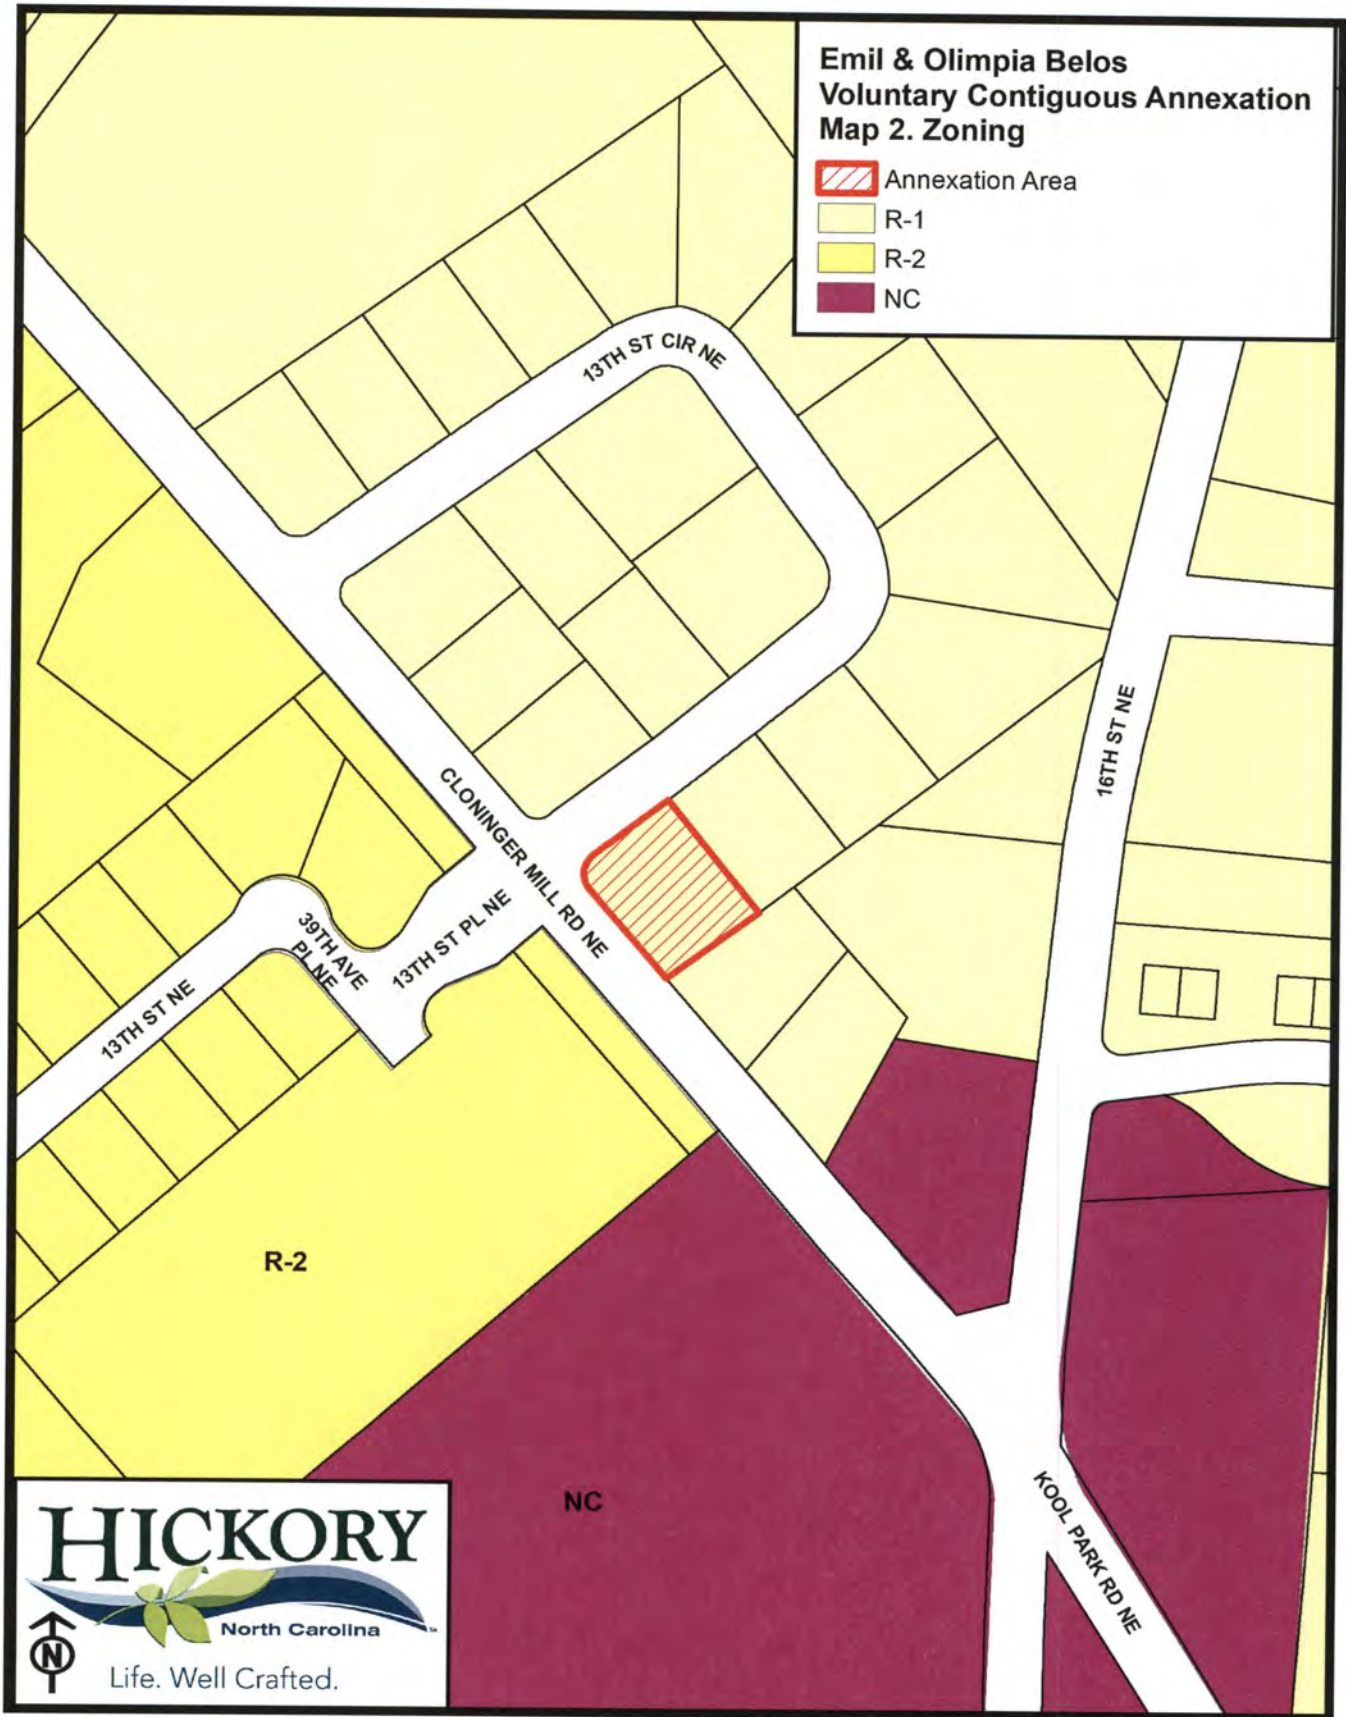 Emil & Olimpia Belos
Voluntary Contiguous Annexation
Map 2. Zoning
Annexation Area
R-1
R-2
NC
13TH ST CIR NE
16TH ST NE
CLONINGER MILL RD NE
39TH AVE
PL NE
13TH ST PL NE
13TH ST NE
R-2
NC
KOOL PARK RD NE
HICKORY
North Carolina
N
Life. Well Crafted.